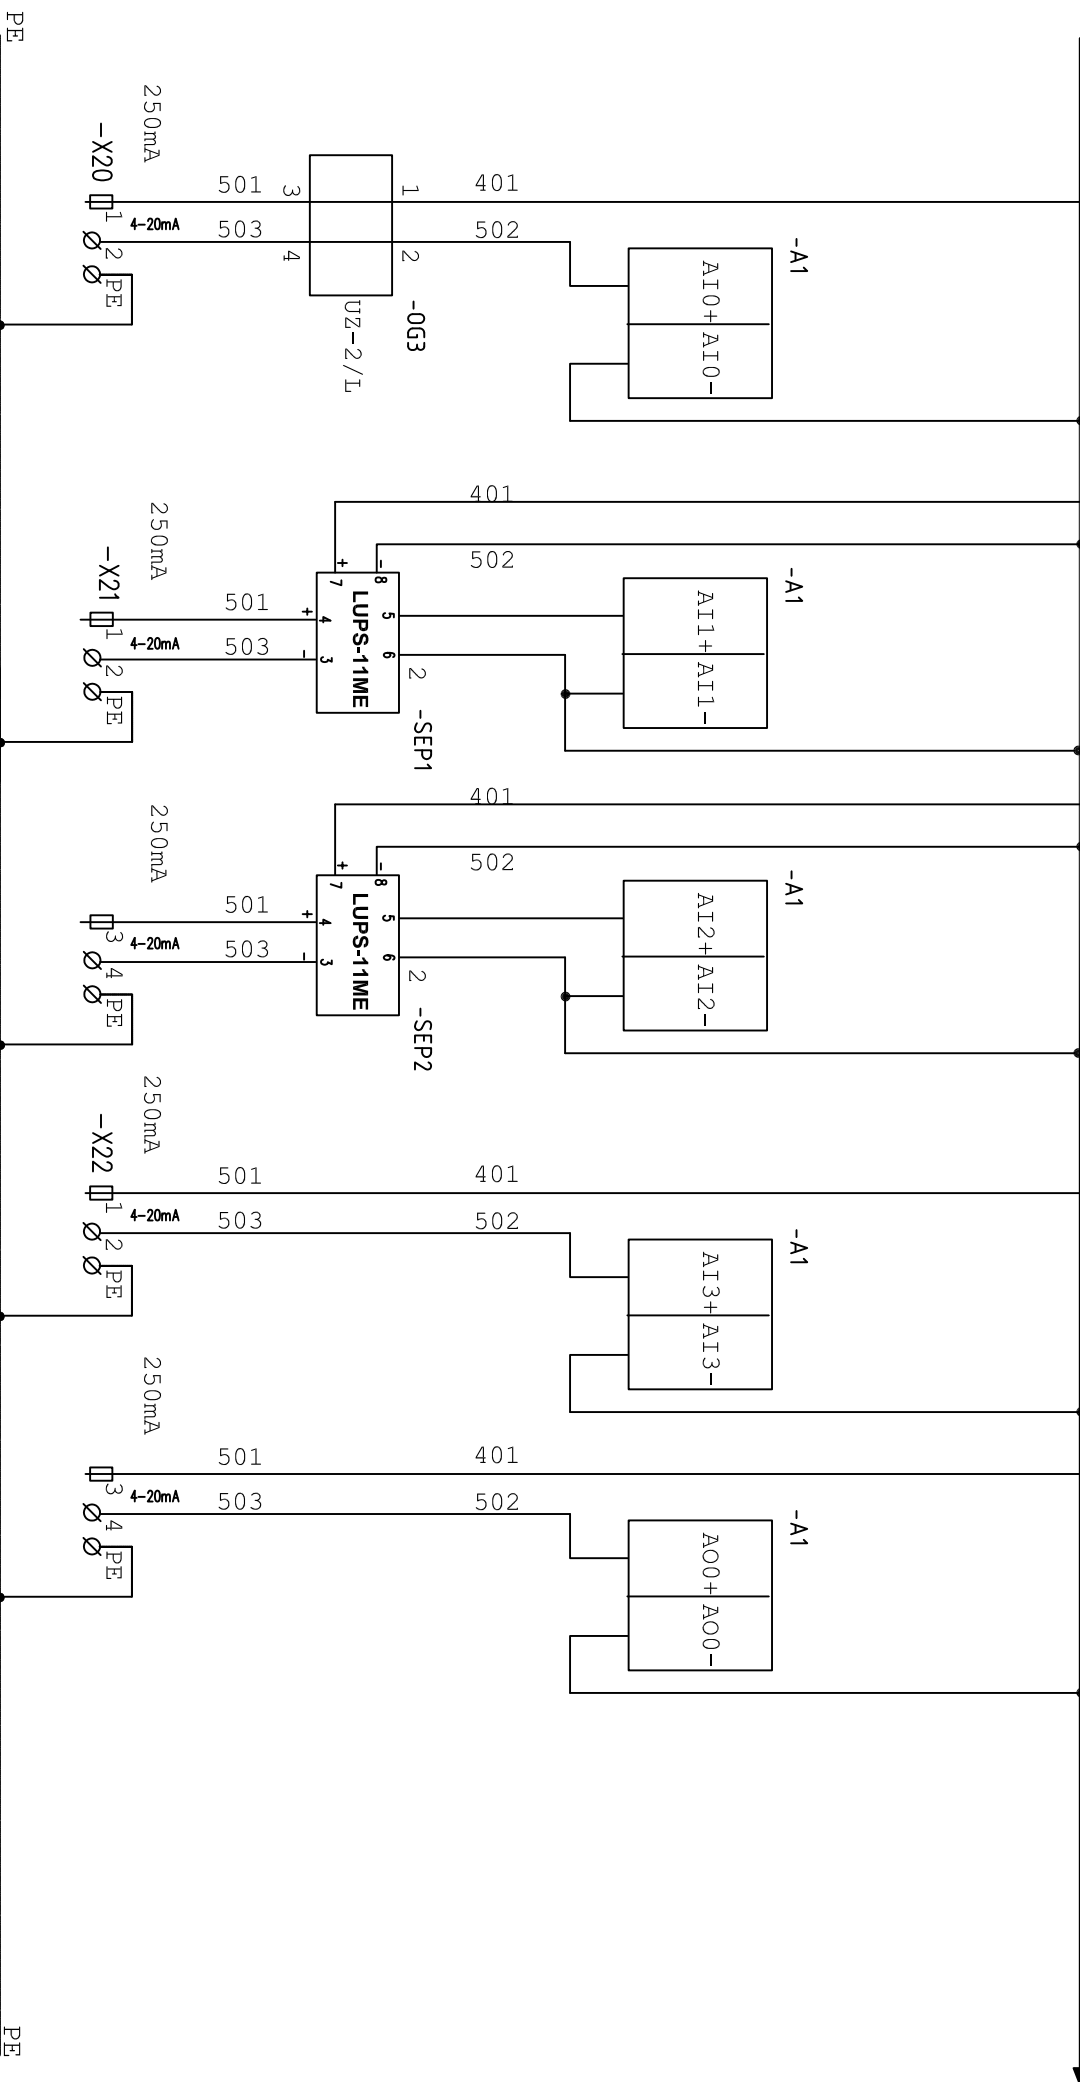 PE
250mA
-X20
501
3
1
401
1
4-20mA
503
4
2
502
2
PE
-A1
AI0+ AI0-
-0G3
UZ-2/L
401
502
250mA
-X21
501
503
1
4-20mA
2
PE
+
7
-
8
+
4
-
3
LUPS-11ME
5
6
2
-SEP1
-A1
AI1+ AI1-
401
502
250mA
501
503
3
4-20mA
4
PE
+
7
-
8
+
4
-
3
LUPS-11ME
5
6
2
-SEP2
-A1
AI2+ AI2-
250mA
-X22
501
401
1
4-20mA
503
502
2
PE
-A1
AI3+ AI3-
250mA
501
401
3
4-20mA
503
502
4
PE
-A1
AO0+ AO0-
PE